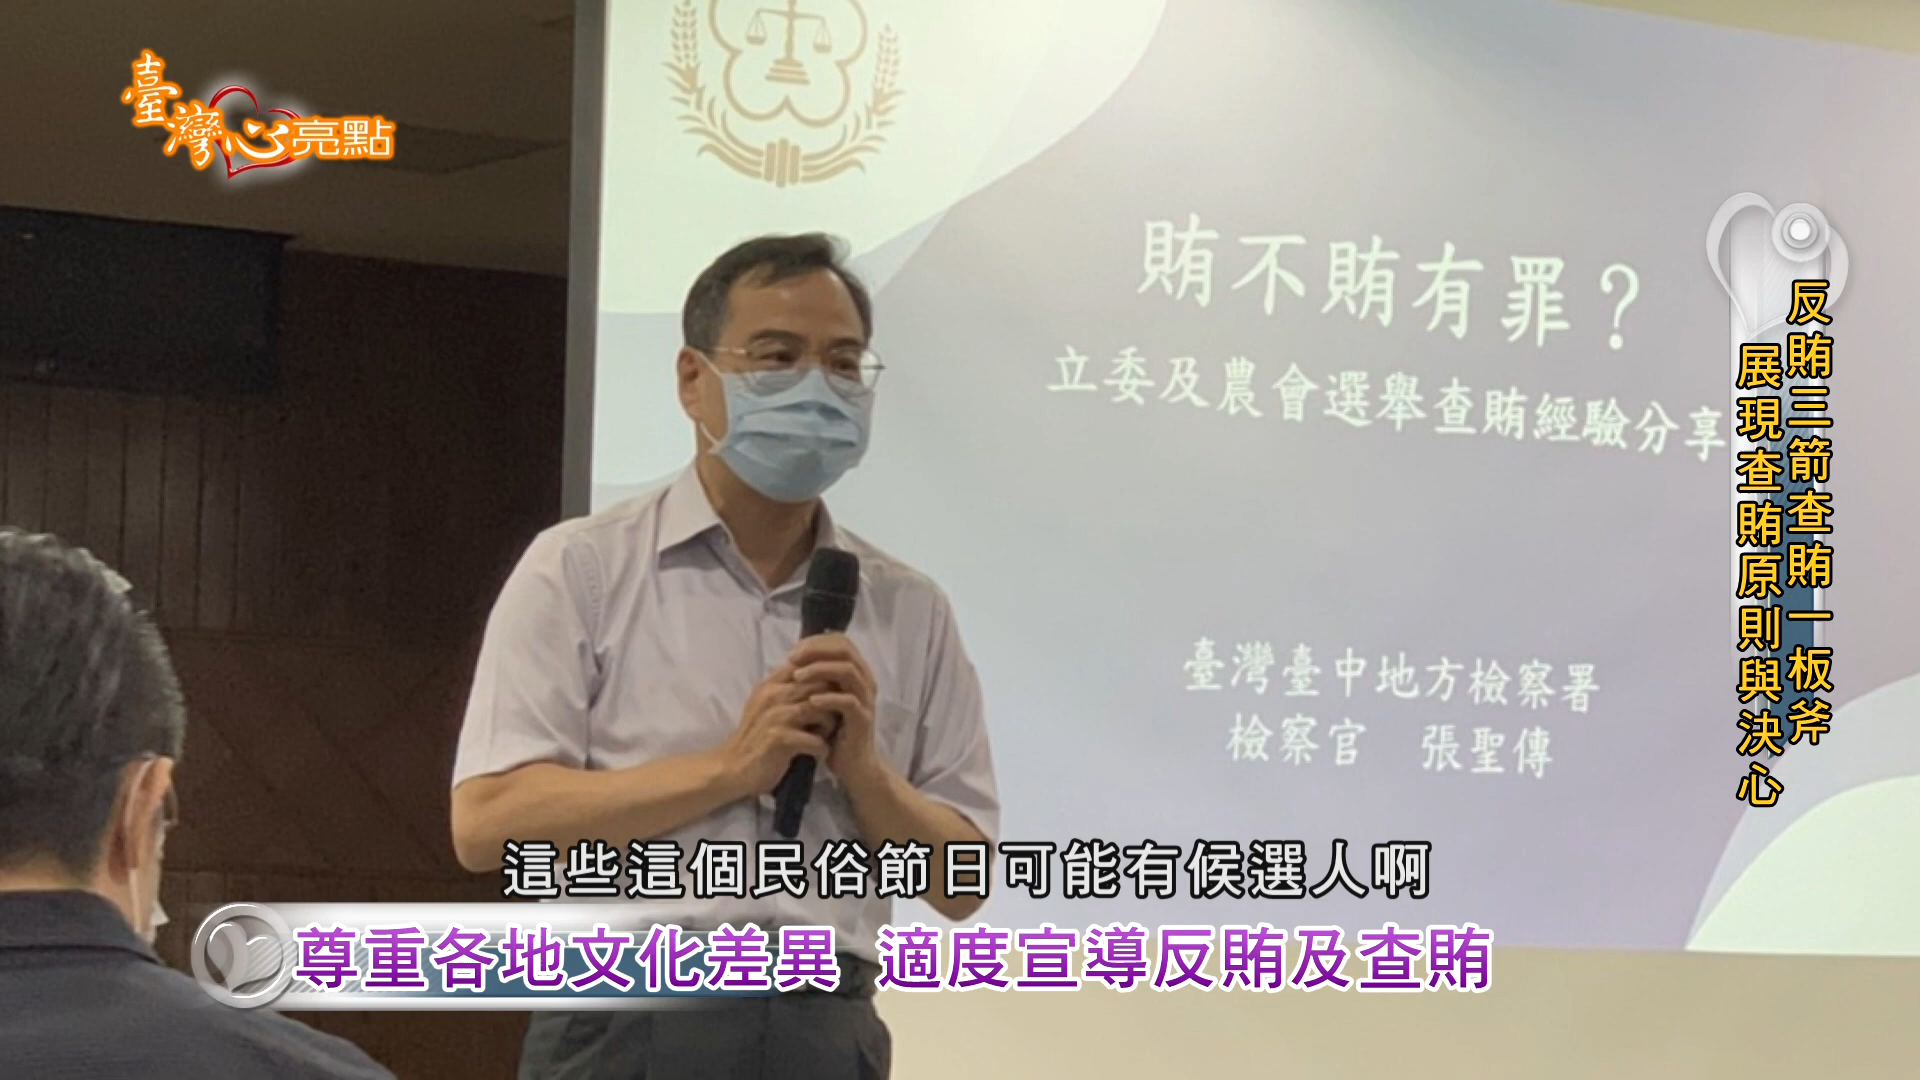 臺灣心亮點
賄不賄有罪？
立委及農會選舉查賄經驗分享
臺灣臺中地方檢察署
檢察官 張聖傳
反賄三箭查賄一板斧
展現查賄原則與決心
這些這個民俗節日可能有候選人啊
尊重各地文化差異 適度宣導反賄及查賄